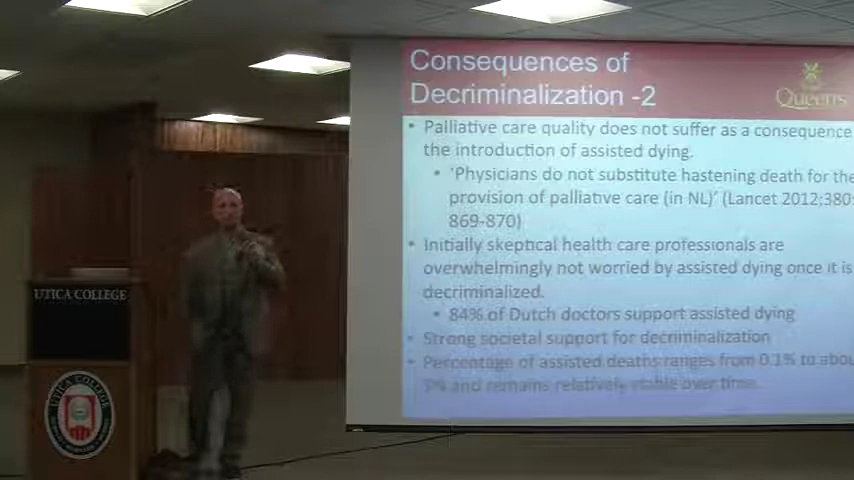 Consequences of
Decriminalization -2
Queen's
• Palliative care quality does not suffer as a consequence
the introduction of assisted dying.
• 'Physicians do not substitute hastening death for the
provision of palliative care (in NL)' (Lancet 2012;380:
869-870)
• Initially skeptical health care professionals are
overwhelmingly not worried by assisted dying once it is
decriminalized.
• 84% of Dutch doctors support assisted dying
• Strong societal support for decriminalization
• Percentage of assisted deaths ranges from 0.1% to abou
and remains relatively stable over time.
UTICA COLLEGE
UTICA COLLEGE